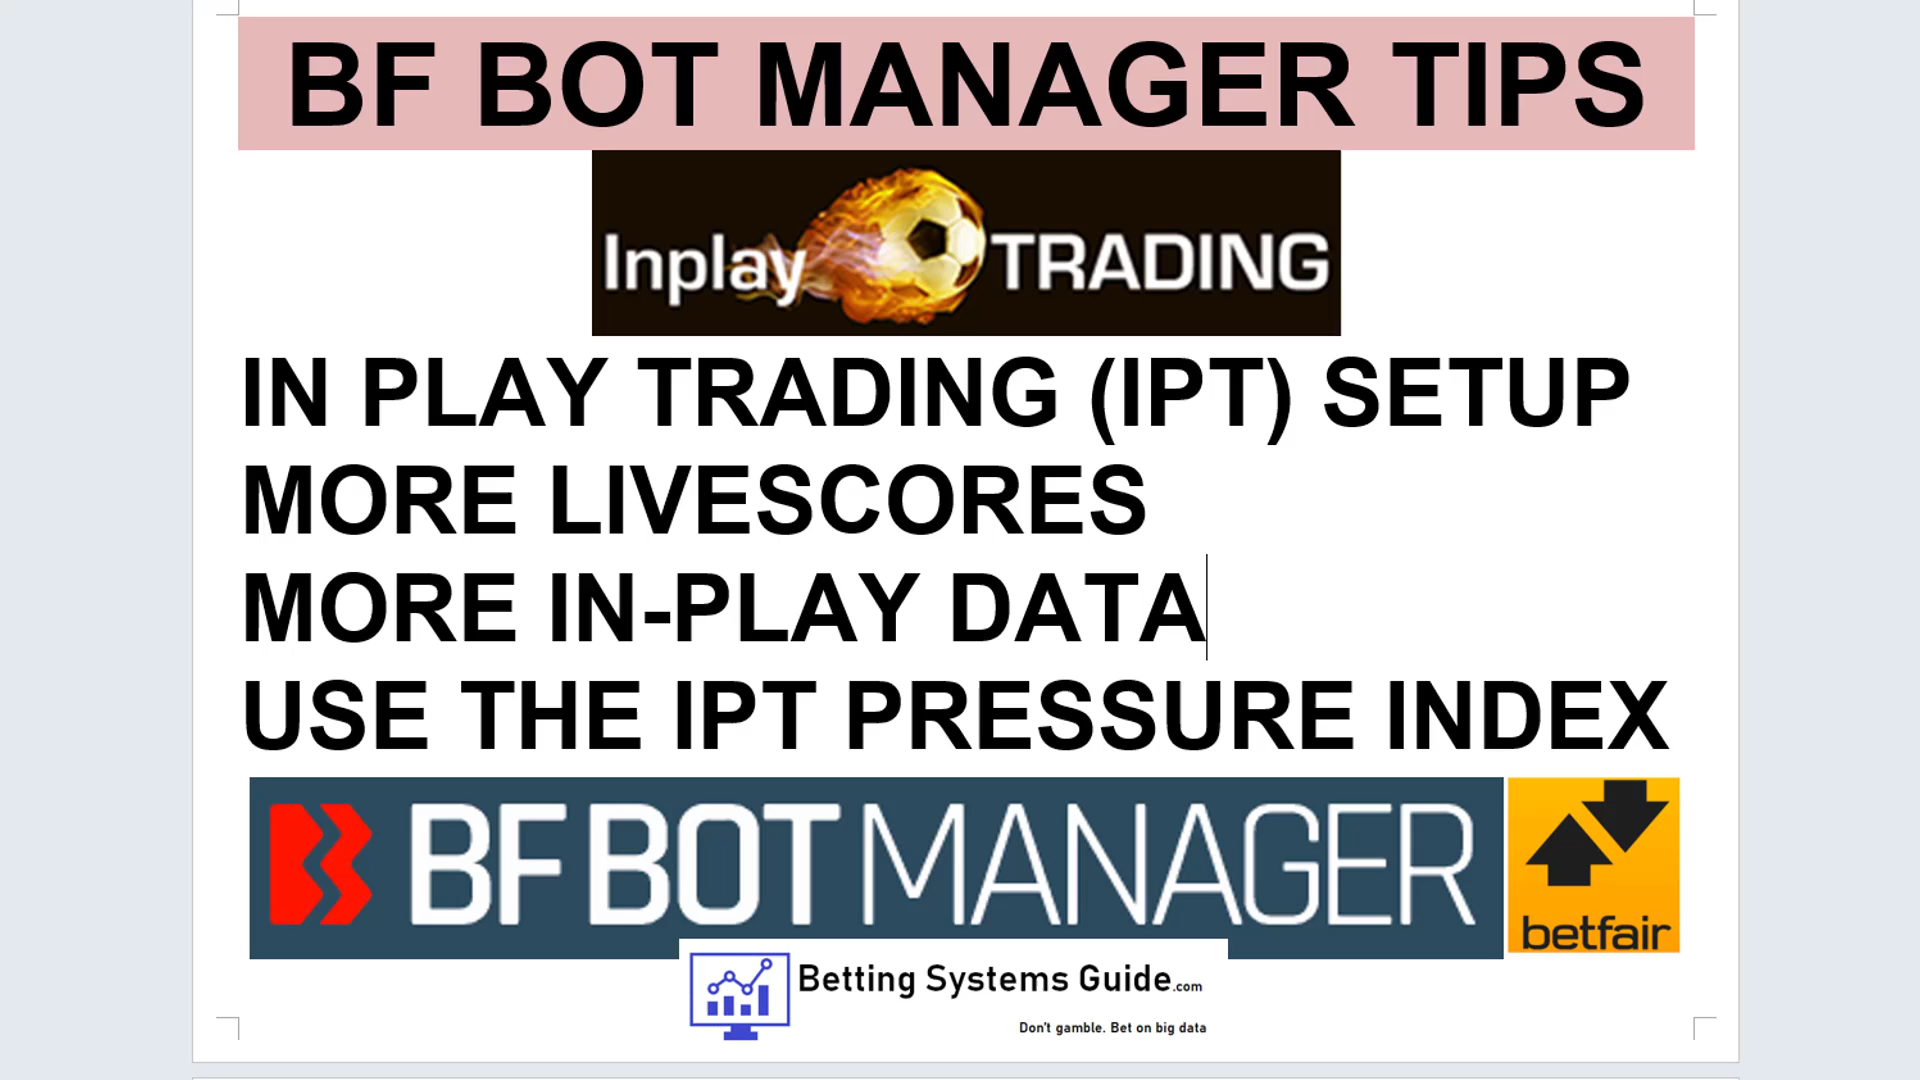 BF BOT MANAGER TIPS
Inplay TRADING
IN PLAY TRADING (IPT) SETUP
MORE LIVESCORES
MORE IN-PLAY DATA
USE THE IPT PRESSURE INDEX
BF BOT MANAGER
betfair
Betting Systems Guide.com
Don't gamble. Bet on big data